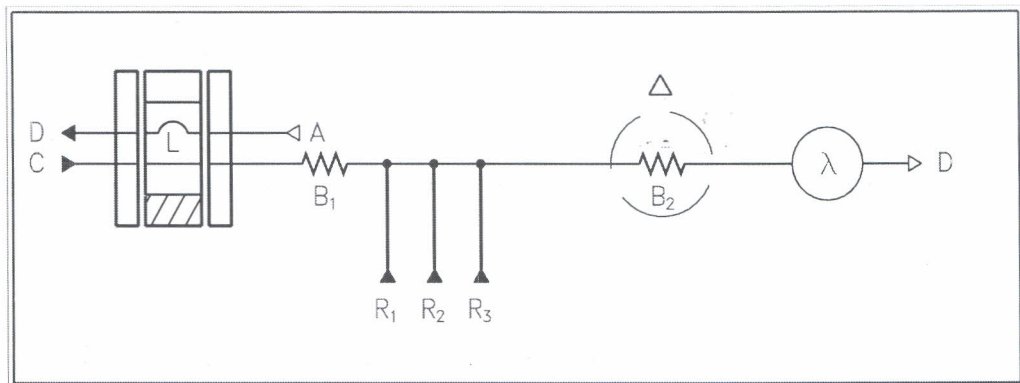 Δ
D L A
C B₁ B₂ λ D
R₁ R₂ R₃